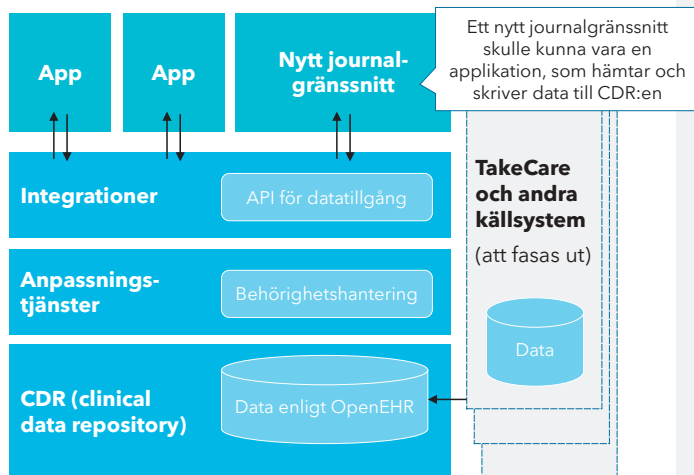 App
App
Nytt journal-
gränssnitt
Ett nytt journalgränssnitt
skulle kunna vara en
applikation, som hämtar och
skriver data till CDR:en
Integrationer
API för datatillgång
Anpassnings-
tjänster
Behörighetshantering
CDR (clinical
data repository)
Data enligt OpenEHR
TakeCare
och andra
källsystem
(att fasas ut)
Data